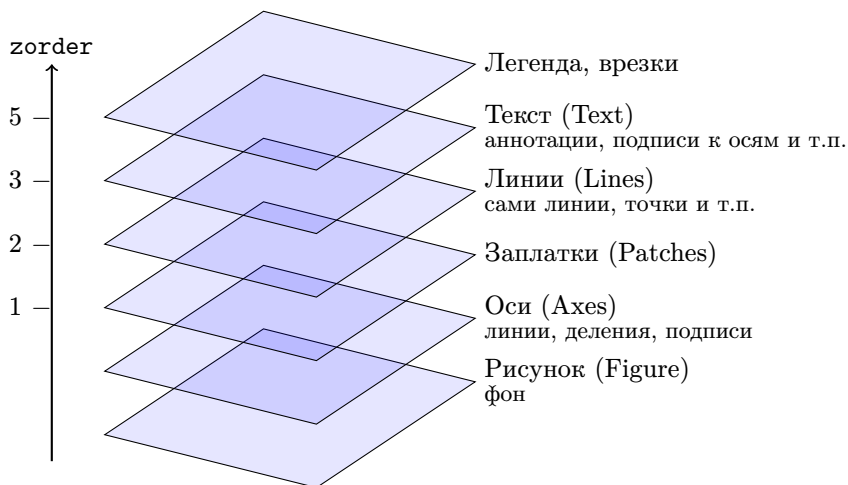 zorder
5
3
2
1
Легенда, врезки
Текст (Text)
аннотации, подписи к осям и т.п.
Линии (Lines)
сами линии, точки и т.п.
Заплатки (Patches)
Оси (Axes)
линии, деления, подписи
Рисунок (Figure)
фон